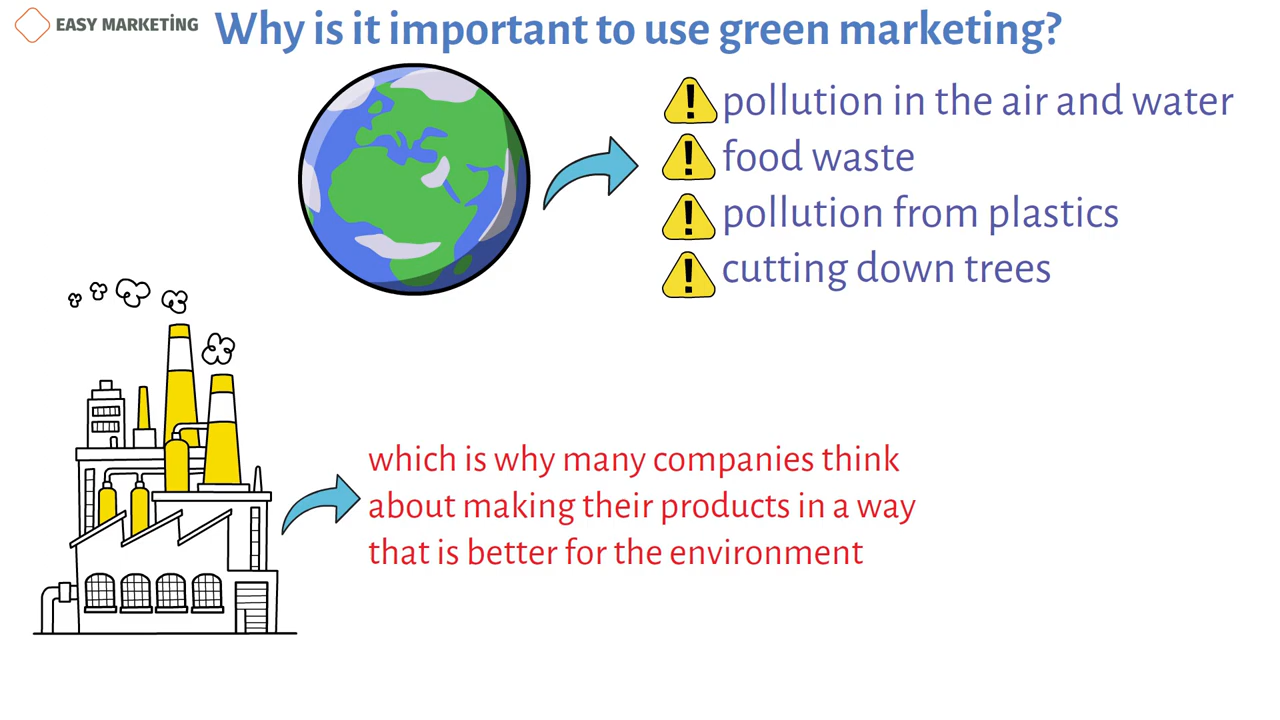 EASY MARKETİNG
Why is it important to use green marketing?
pollution in the air and water
food waste
pollution from plastics
cutting down trees
which is why many companies think
about making their products in a way
that is better for the environment